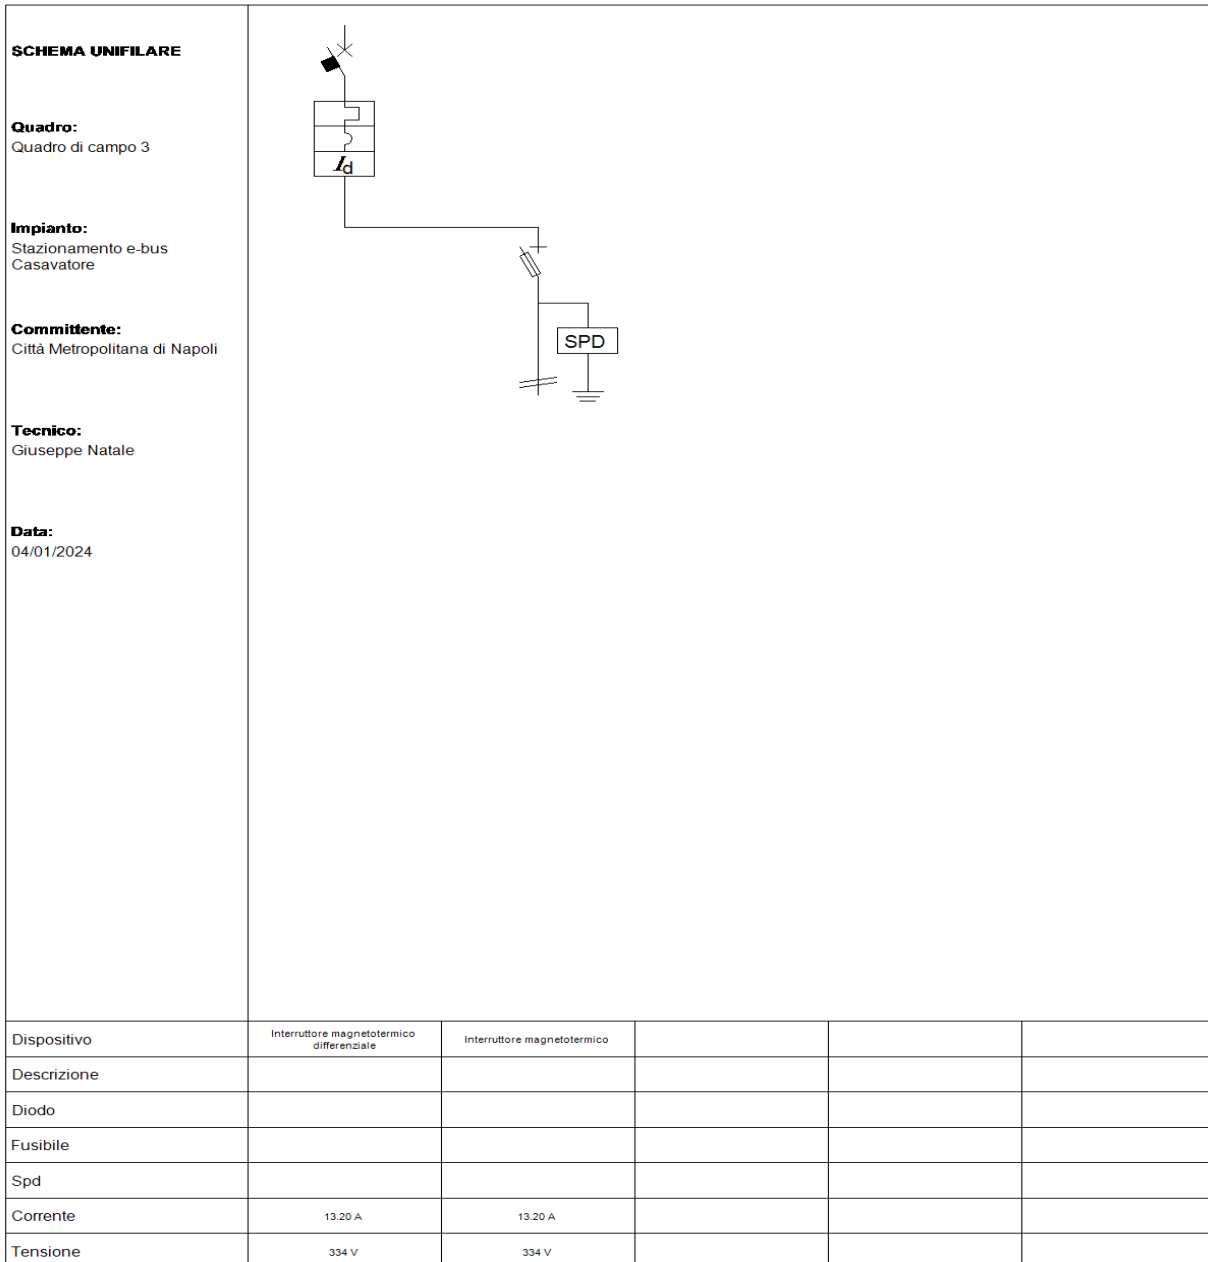 SCHEMA UNIFILARE
Quadro:
Quadro di campo 3
Impianto:
Stazionamento e-bus
Casavatore
Committente:
Città Metropolitana di Napoli
Tecnico:
Giuseppe Natale
Data:
04/01/2024
Id
SPD
Dispositivo
Interruttore magnetotermico
differenziale
Interruttore magnetotermico
Descrizione
Diodo
Fusibile
Spd
Corrente 13.20 A 13.20 A
Tensione 334 V 334 V